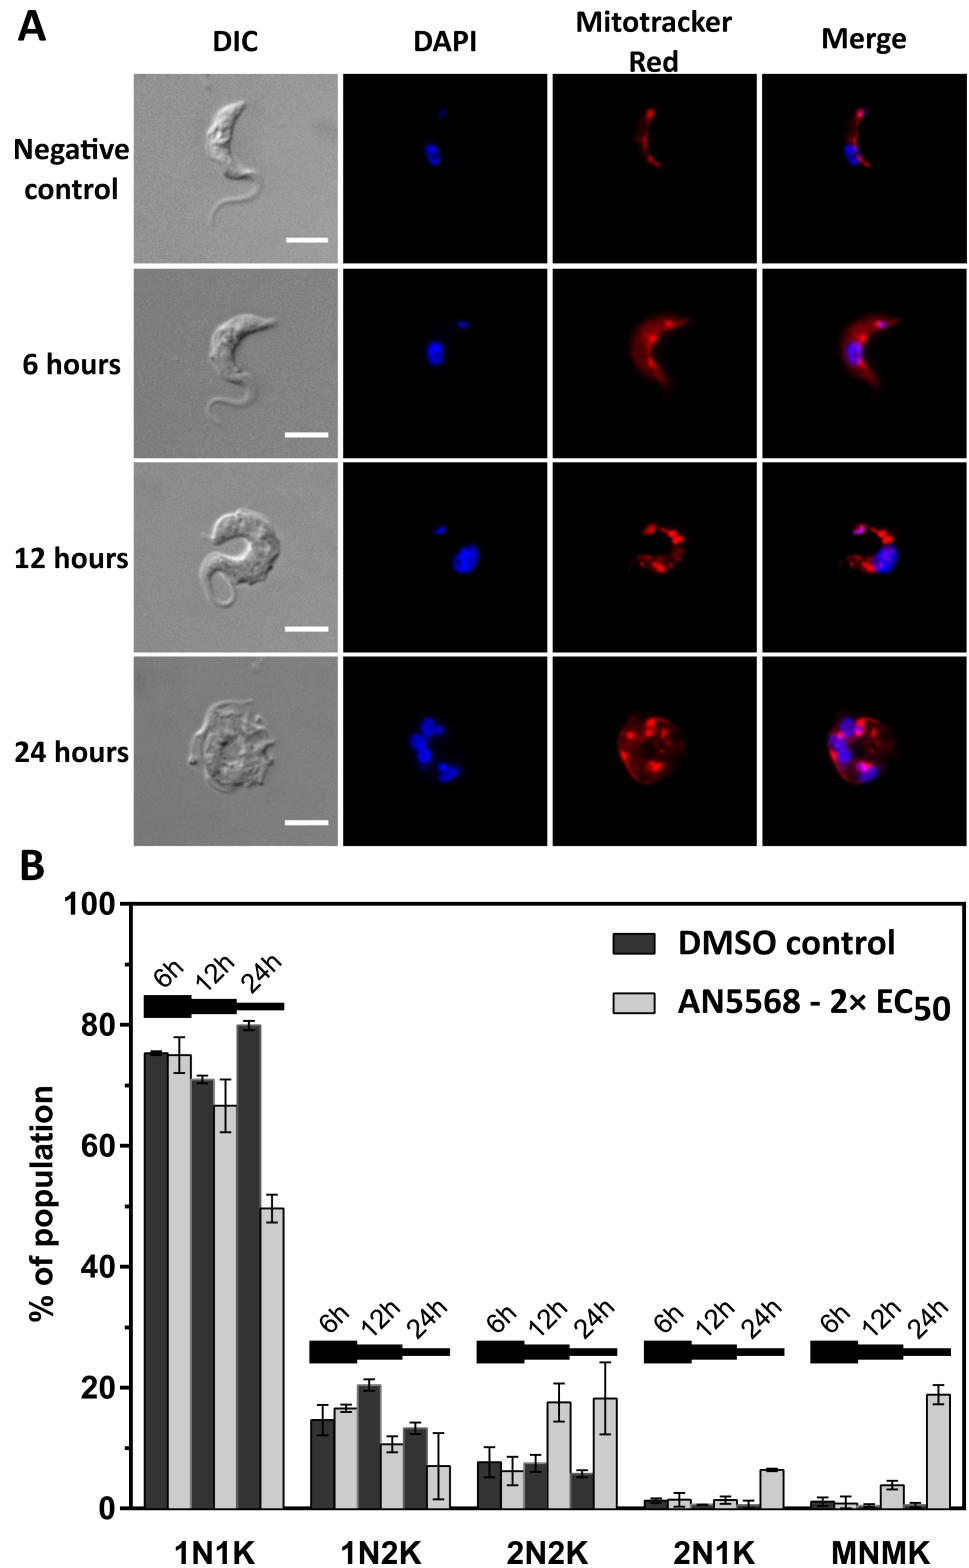 A
DIC
DAPI
Mitotracker
Red
Merge
Negative
control
6 hours
12 hours
24 hours
B
% of population
100
80
60
40
20
0
DMSO control
AN5568 - 2× EC50
6h 12h 24h
6h 12h 24h
6h 12h 24h
6h 12h 24h
6h 12h 24h
1N1K 1N2K 2N2K 2N1K MNMK